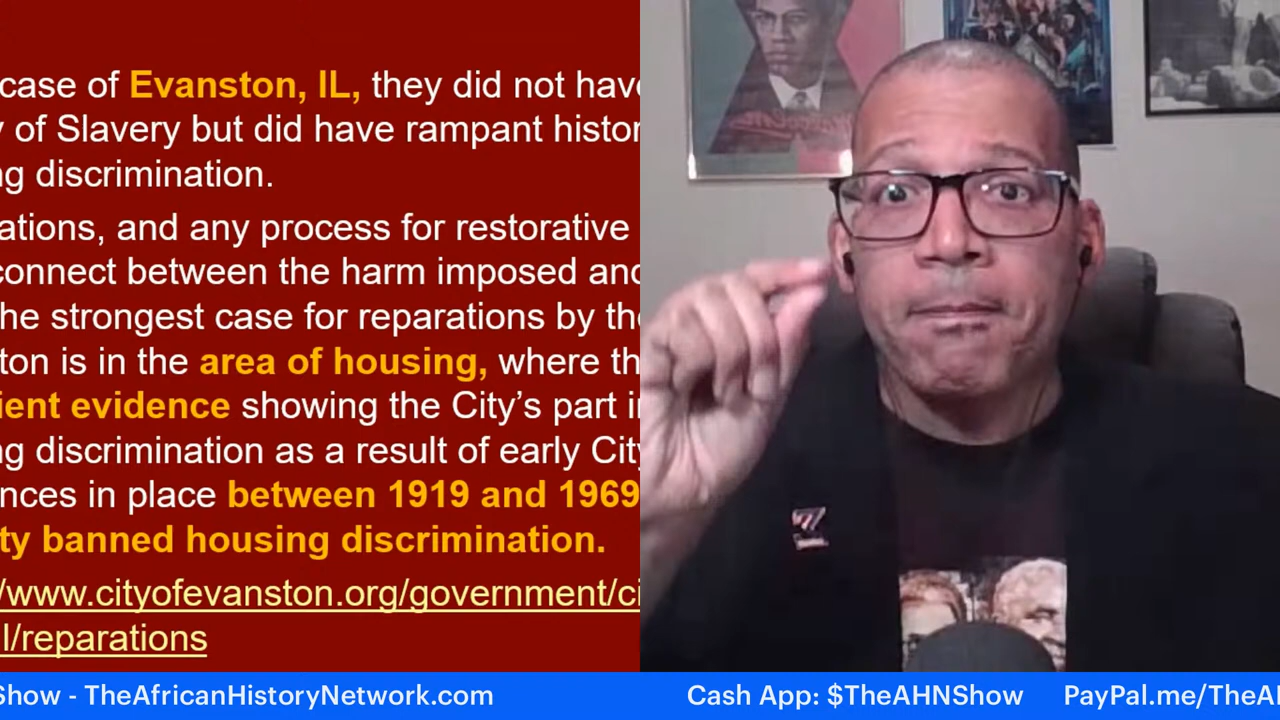 case of Evanston, IL, they did not have
y of Slavery but did have rampant histor
ng discrimination.
ations, and any process for restorative
connect between the harm imposed and
he strongest case for reparations by the
ton is in the area of housing, where th
ient evidence showing the City's part in
ng discrimination as a result of early City
nces in place between 1919 and 1969
ty banned housing discrimination.
/www.cityofevanston.org/government/ci
l/reparations
Show - TheAfricanHistoryNetwork.com Cash App: $TheAHNShow PayPal.me/TheA